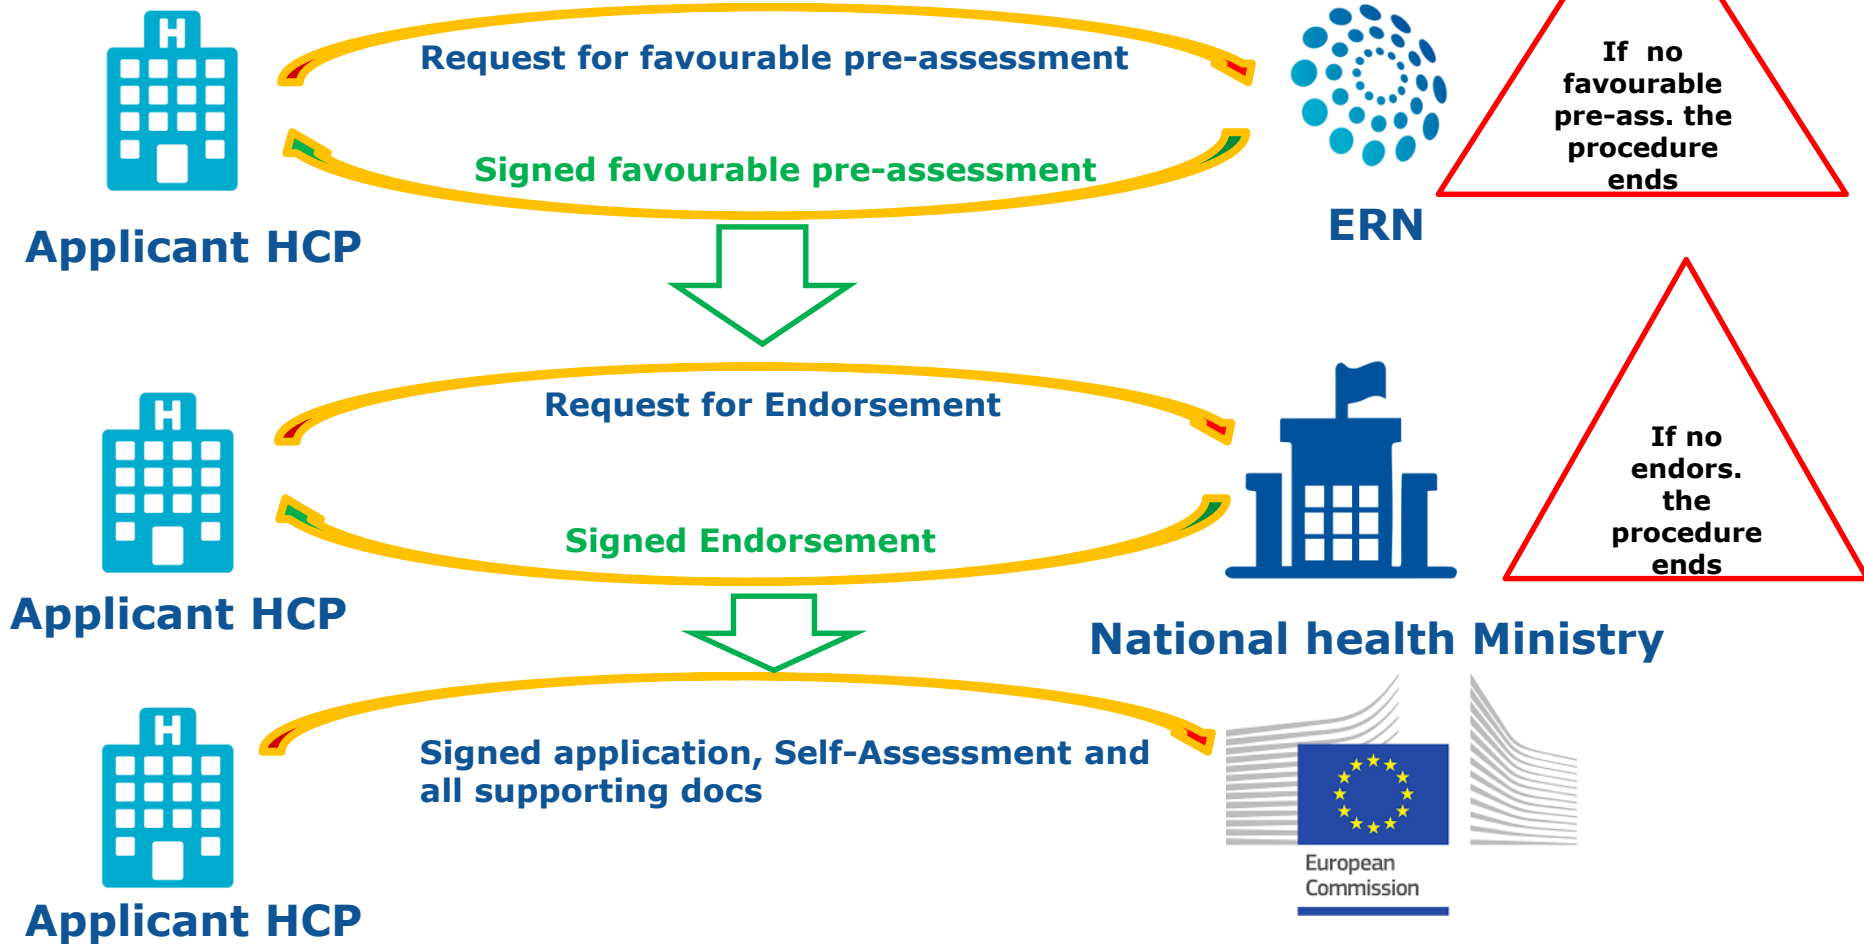 H
Request for favourable pre-assessment
If no
favourable
pre-ass. the
procedure
ends
Signed favourable pre-assessment
Applicant HCP
ERN
H
Request for Endorsement
If no
endors.
the
procedure
ends
Signed Endorsement
Applicant HCP
National health Ministry
H
Signed application, Self-Assessment and
all supporting docs
European
Commission
Applicant HCP